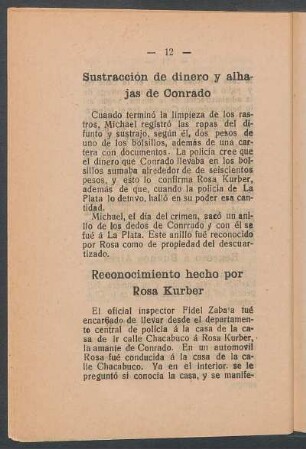 — 12 —
Sustracción de dinero y alha-
jas de Conrado
Cuando terminó la limpieza de los ras-
tros, Michael registró las ropas del di-
funto y sustrajo, según él, dos pesos de
uno de los bolsillos, además de una car-
tera con documentos. La policía cree que
el dinero que Conrado llevaba en los bol-
sillos sumaba alrededor de de seiscientos
pesos, y esto lo confirma Rosa Kurber,
además de que, cuando la policía de La
Plata lo detuvo, halló en su poder esa can-
tidad.
Michael, el día del crimen, sacó un ani-
llo de los dedos de Conrrado y con él se
fué á La Plata. Este anillo fué reconocido
por Rosa como de propiedad del descuar-
tizado.
Reconocimiento hecho por
Rosa Kurber
El oficial inspector Fidel Zabata fué
encargado de llevar desde el departamento
central de policía á la casa de la ca-
sa de ir calle Chacabuco á Rosa Kurber,
la amante de Conrado. En un automovil
Rosa fué conducida á la casa de la ca-
lle Chacabuco. Ya en el interior, se le
preguntó si conocía la casa, y se manife-